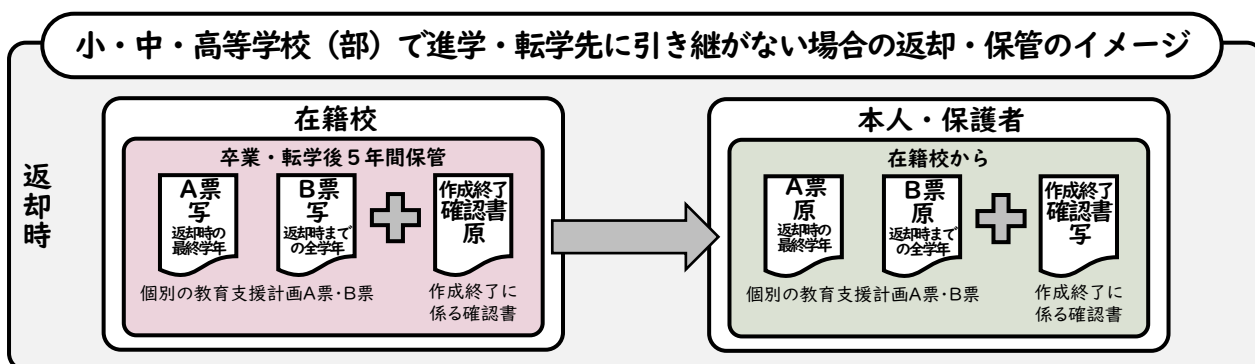 小・中・高等学校（部）で進学・転学先に引き継がない場合の返却・保管のイメージ
返却時
在籍校
卒業・転学後５年間保管
A票
写
返却時の
最終学年
B票
写
返却時まで
の全学年
作成終了
確認書
原
個別の教育支援計画A票・B票
作成終了に
係る確認書
本人・保護者
在籍校から
A票
原
返却時の
最終学年
B票
原
返却時まで
の全学年
作成終了
確認書
写
個別の教育支援計画A票・B票
作成終了に
係る確認書